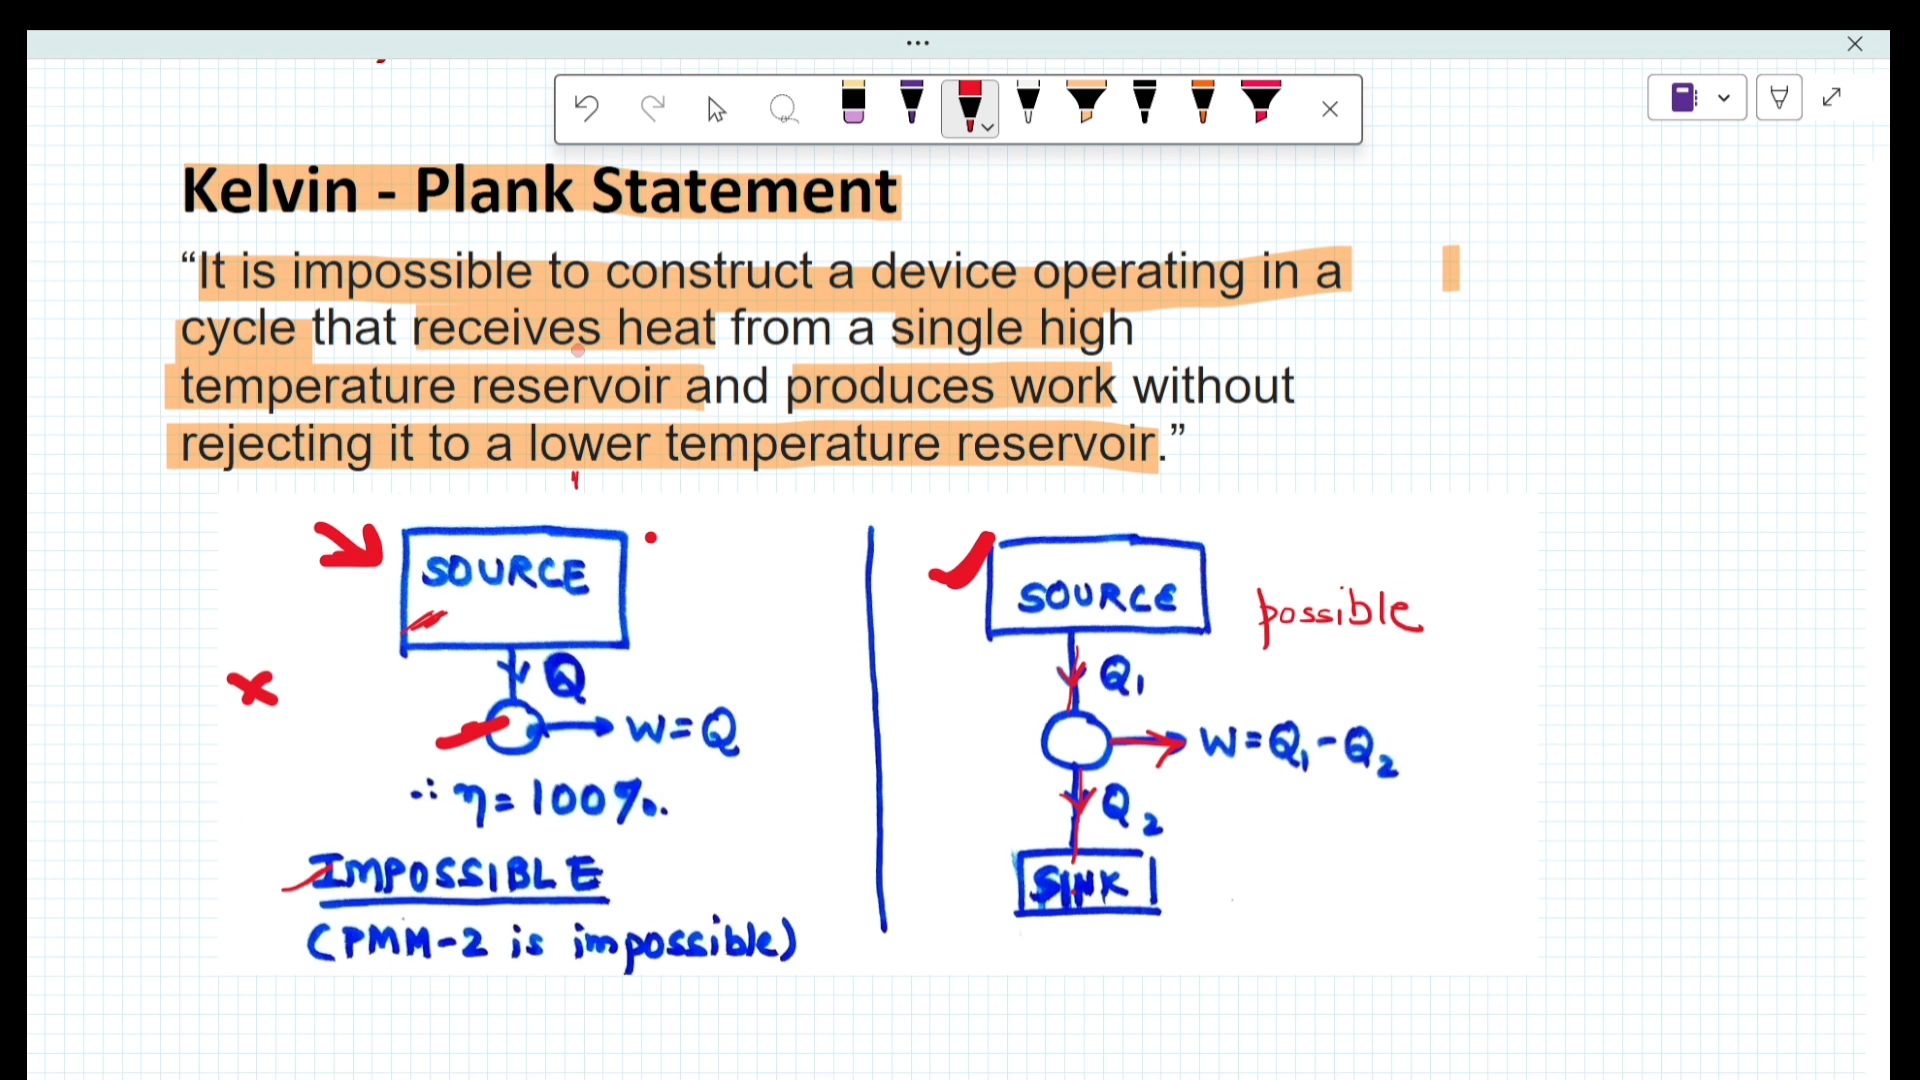 Kelvin - Plank Statement
“It is impossible to construct a device operating in a
cycle that receives heat from a single high
temperature reservoir and produces work without
rejecting it to a lower temperature reservoir.”
SOURCE
Q
W=Q
∴ η = 100%.
IMPOSSIBLE
(PMM-2 is impossible)
SOURCE
possible
Q₁
W=Q₁-Q₂
Q₂
SINK